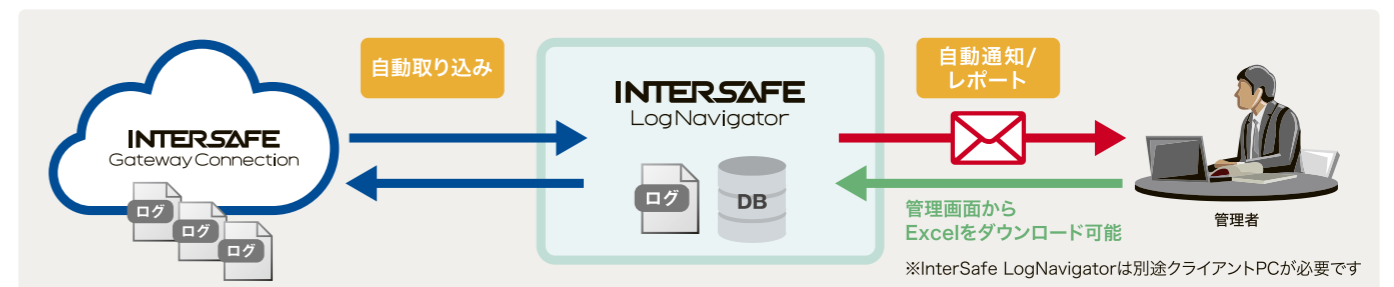 自動取り込み
INTERSAFE
Gateway Connection
ログ
ログ
ログ
INTERSAFE
LogNavigator
ログ
DB
自動通知/
レポート
管理画面から
Excelをダウンロード可能
管理者
※InterSafe LogNavigatorは別途クライアントPCが必要です